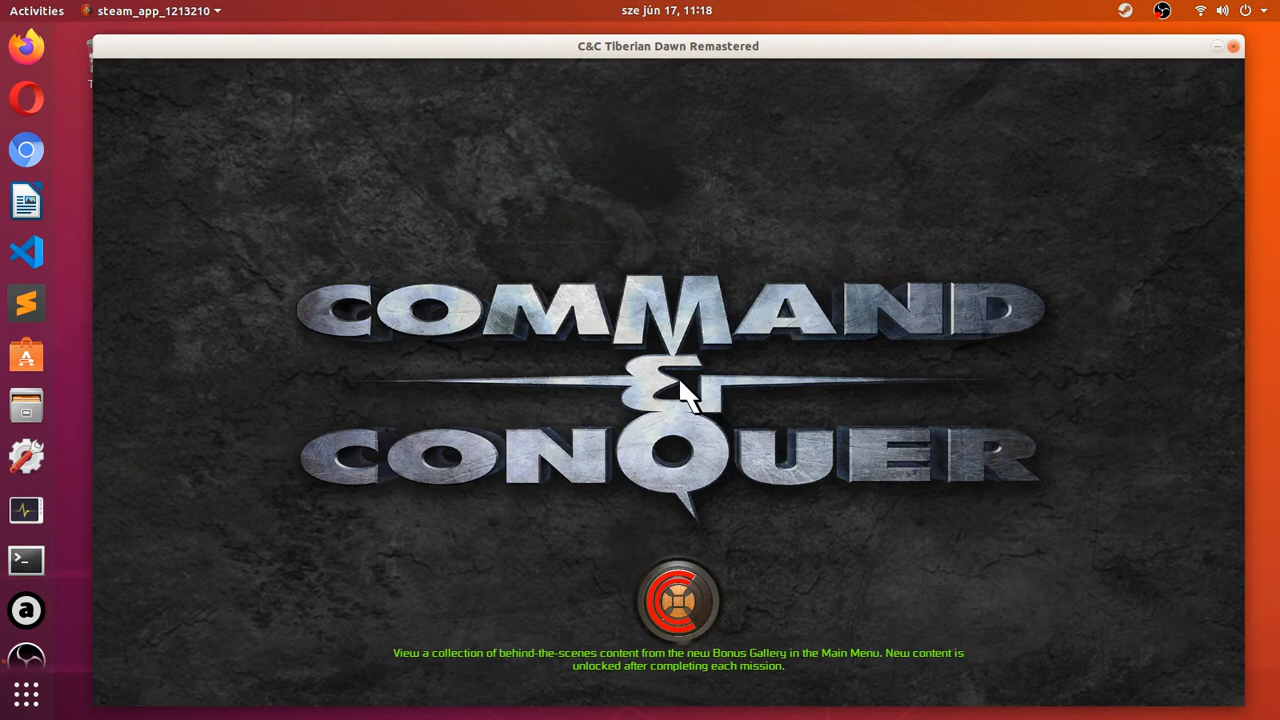 Activities
steam_app_1213210
sze jún 17, 11:18
C&C Tiberian Dawn Remastered
COMMAND
&
CONQUER
View a collection of behind-the-scenes content from the new Bonus Gallery in the Main Menu. New content is
unlocked after completing each mission.